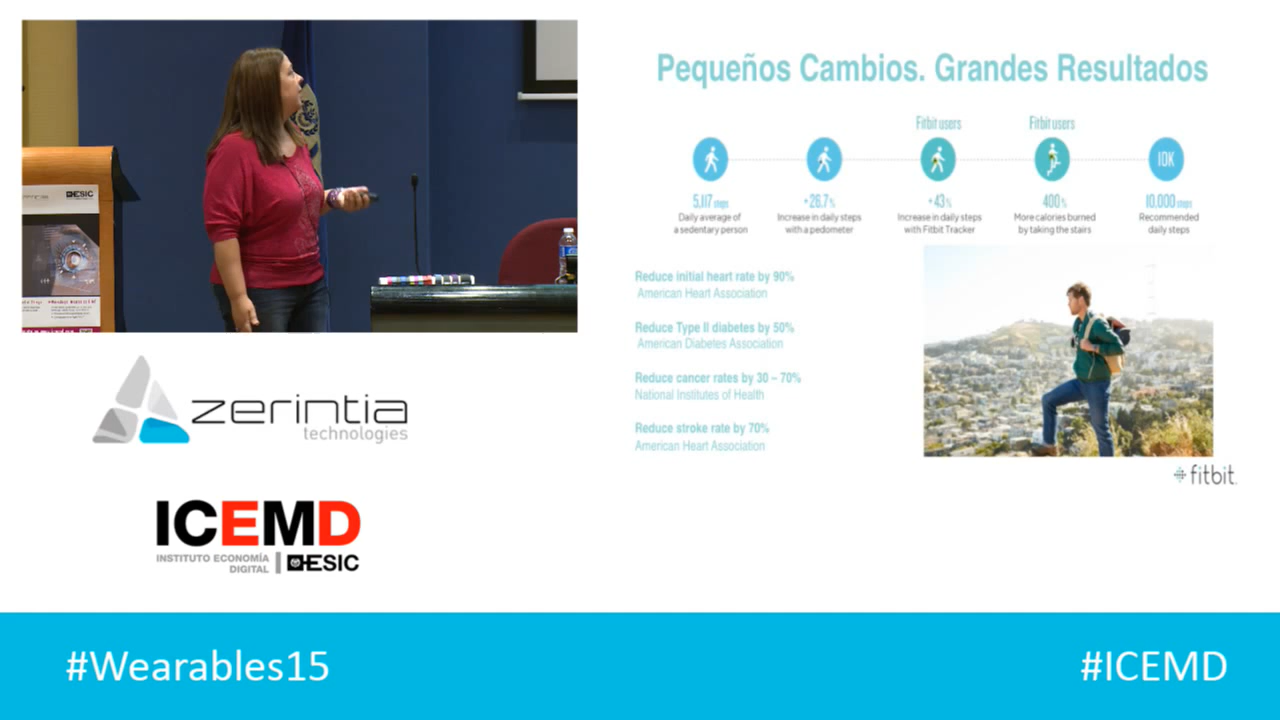 ESIC
Pequeños Cambios. Grandes Resultados
Fitbit users
Fitbit users
10K
5,117 steps
Daily average of
a sedentary person
+26.7%
Increase in daily steps
with a pedometer
+43%
Increase in daily steps
with Fitbit Tracker
400%
More calories burned
by taking the stairs
10,000 steps
Recommended
daily steps
Reduce initial heart rate by 90%
American Heart Association
Reduce Type II diabetes by 50%
American Diabetes Association
Reduce cancer rates by 30 – 70%
National Institutes of Health
Reduce stroke rate by 70%
American Heart Association
fitbit
zerintia
technologies
ICEMD
INSTITUTO ECONOMÍA
DIGITAL
ESIC
#Wearables15
#ICEMD